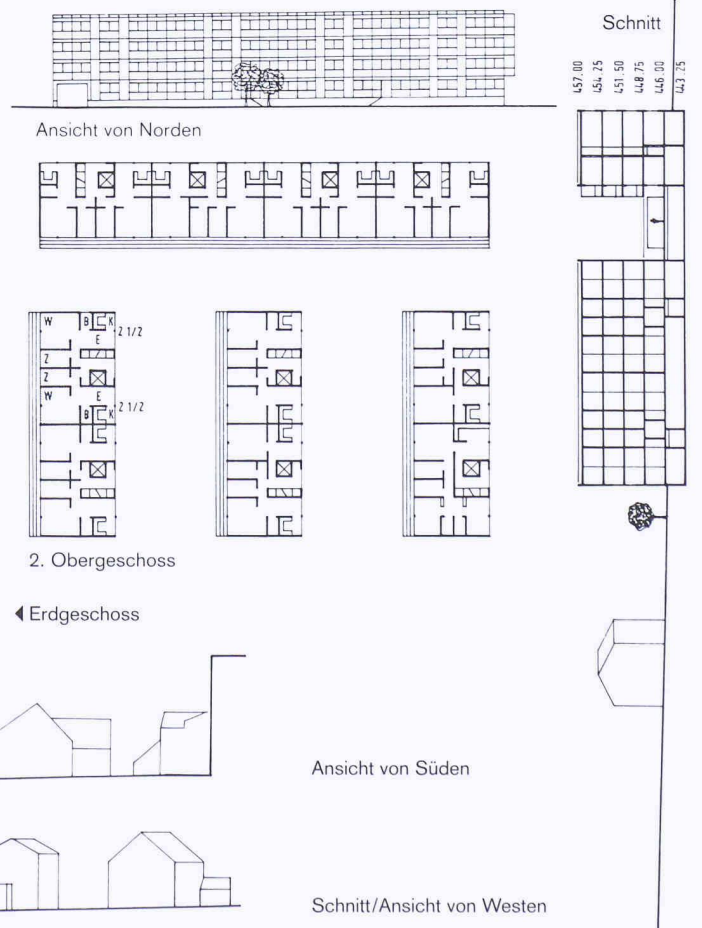 Schnitt
457.00
454.25
451.50
448.75
446.00
443.25
Ansicht von Norden
W B K 2 1/2
E
Z
Z
W E
B K 2 1/2
2. Obergeschoss
◀ Erdgeschoss
Ansicht von Süden
Schnitt/Ansicht von Westen